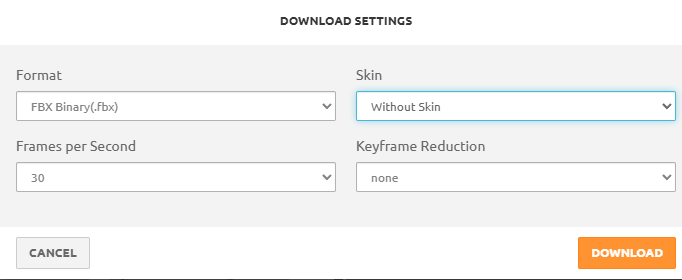 DOWNLOAD SETTINGS
Format
Skin
FBX Binary(.fbx)
Without Skin
Frames per Second
Keyframe Reduction
30
none
CANCEL
DOWNLOAD